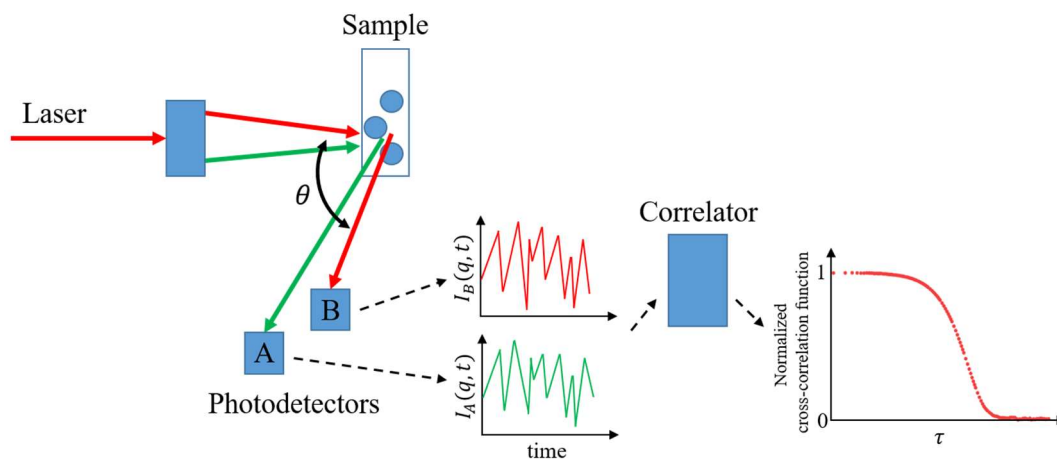 Sample
Laser
θ
B
A
Photodetectors
I_B(q, t)
I_A(q, t)
time
Correlator
Normalized
cross-correlation function
1
0
τ